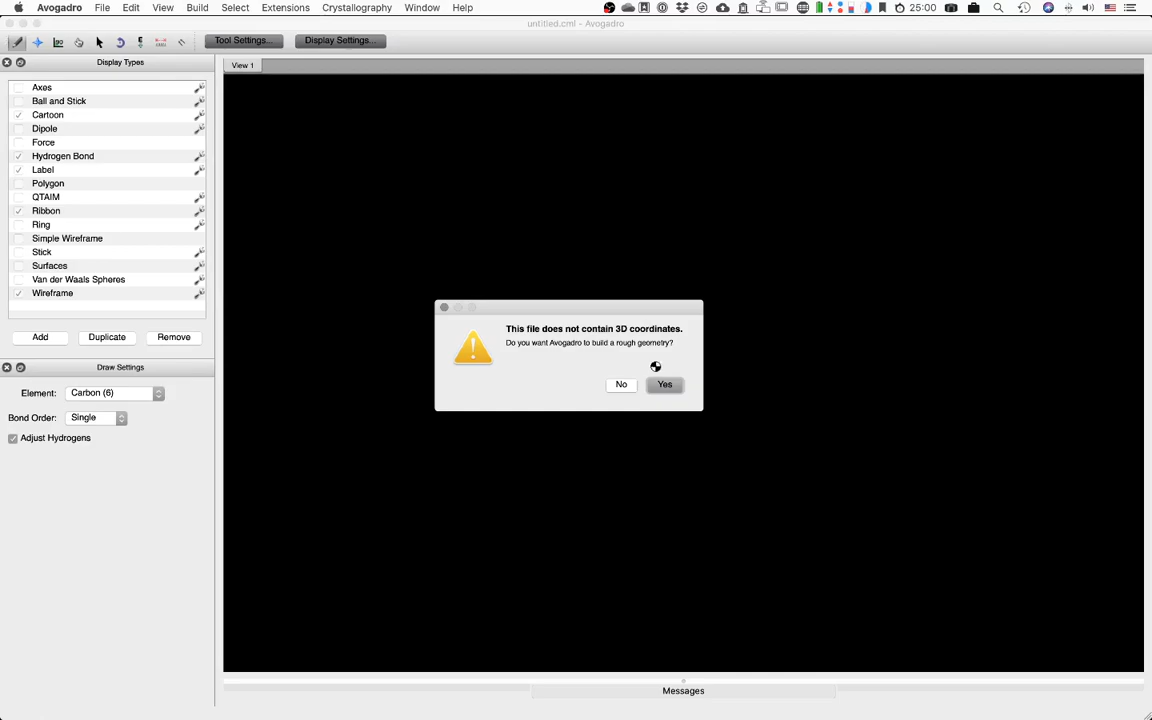 Avogadro File Edit View Build Select Extensions Crystallography Window Help 25:00
untitled.cml - Avogadro
Tool Settings... Display Settings...
Display Types
View 1
Axes
Ball and Stick
Cartoon
Dipole
Force
Hydrogen Bond
Label
Polygon
QTAIM
Ribbon
Ring
Simple Wireframe
Stick
Surfaces
Van der Waals Spheres
Wireframe
Add Duplicate Remove
Draw Settings
Element: Carbon (6)
Bond Order: Single
Adjust Hydrogens
This file does not contain 3D coordinates.
Do you want Avogadro to build a rough geometry?
No Yes
Messages